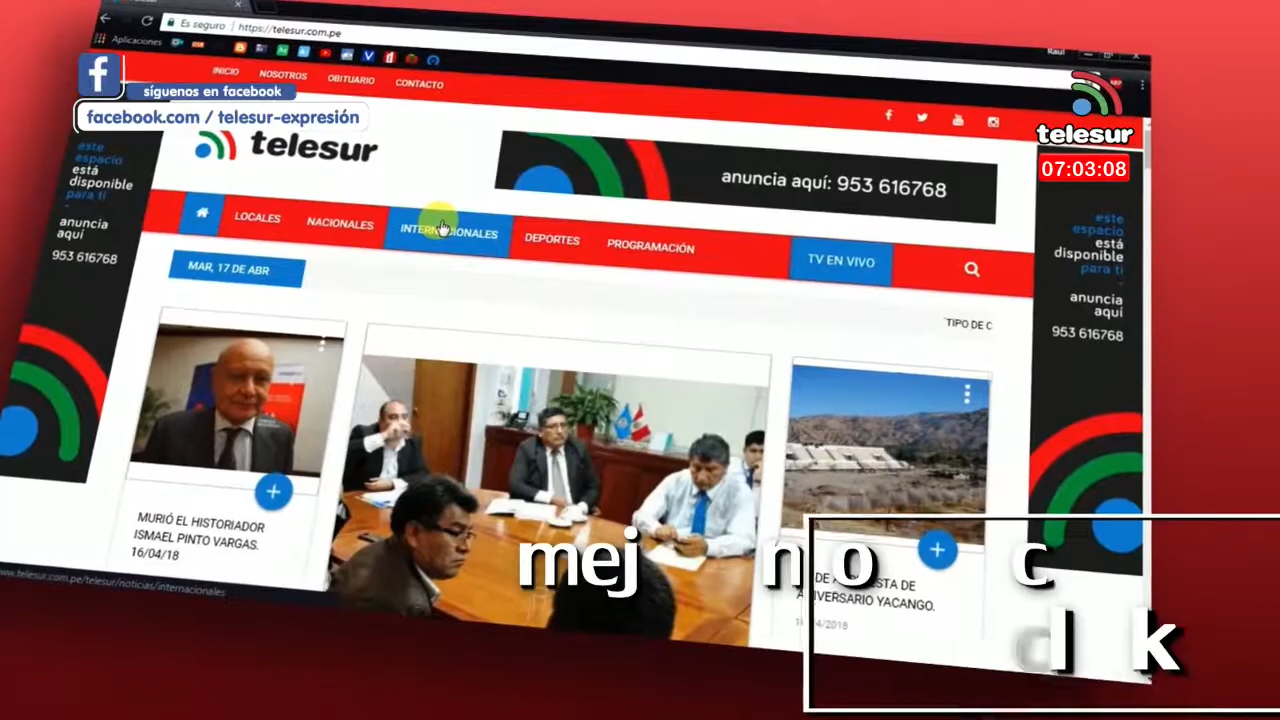 Es seguro
https://telesur.com.pe
Raul
Aplicaciones
INICIO
NOSOTROS
OBITUARIO
CONTACTO
síguenos en facebook
facebook.com / telesur-expresión
telesur
07:03:08
telesur
anuncia aquí: 953 616768
este
espacio
está
disponible
para ti
anuncia
aquí
953 616768
LOCALES
NACIONALES
INTERNACIONALES
DEPORTES
PROGRAMACIÓN
TV EN VIVO
este
espacio
está
disponible
para ti
anuncia
aquí
953 616768
MAR, 17 DE ABR
TIPO DE C
MURIÓ EL HISTORIADOR
ISMAEL PINTO VARGAS.
16/04/18
DE
ANIVERSARIO YACANGO.
www.telesur.com.pe/telesur/noticias/internacionales
mej n o c
k